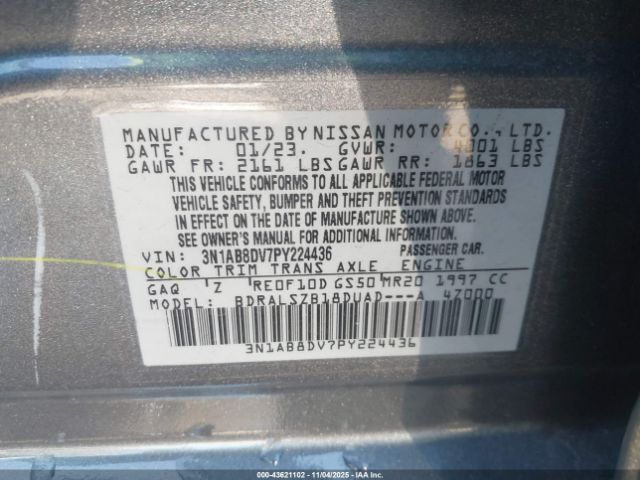 MANUFACTURED BY NISSAN MOTOR CO., LTD.
DATE: 01/23. GVWR: 4001 LBS
GAWR FR: 2161 LBS GAWR RR: 1863 LBS
THIS VEHICLE CONFORMS TO ALL APPLICABLE FEDERAL MOTOR
VEHICLE SAFETY, BUMPER AND THEFT PREVENTION STANDARDS
IN EFFECT ON THE DATE OF MANUFACTURE SHOWN ABOVE.
SEE OWNER'S MANUAL FOR ADDITIONAL INFORMATION.
VIN: 3N1AB8DV7PY224436 PASSENGER CAR.
COLOR TRIM TRANS AXLE ENGINE
GAQ Z RE0F10D GS50 MR20 1997 CC
MODEL: BDRALSZB18DUAD---A 47000
3N1AB8DV7PY224436
000-43621102 - 11/04/2025 - iaai.com